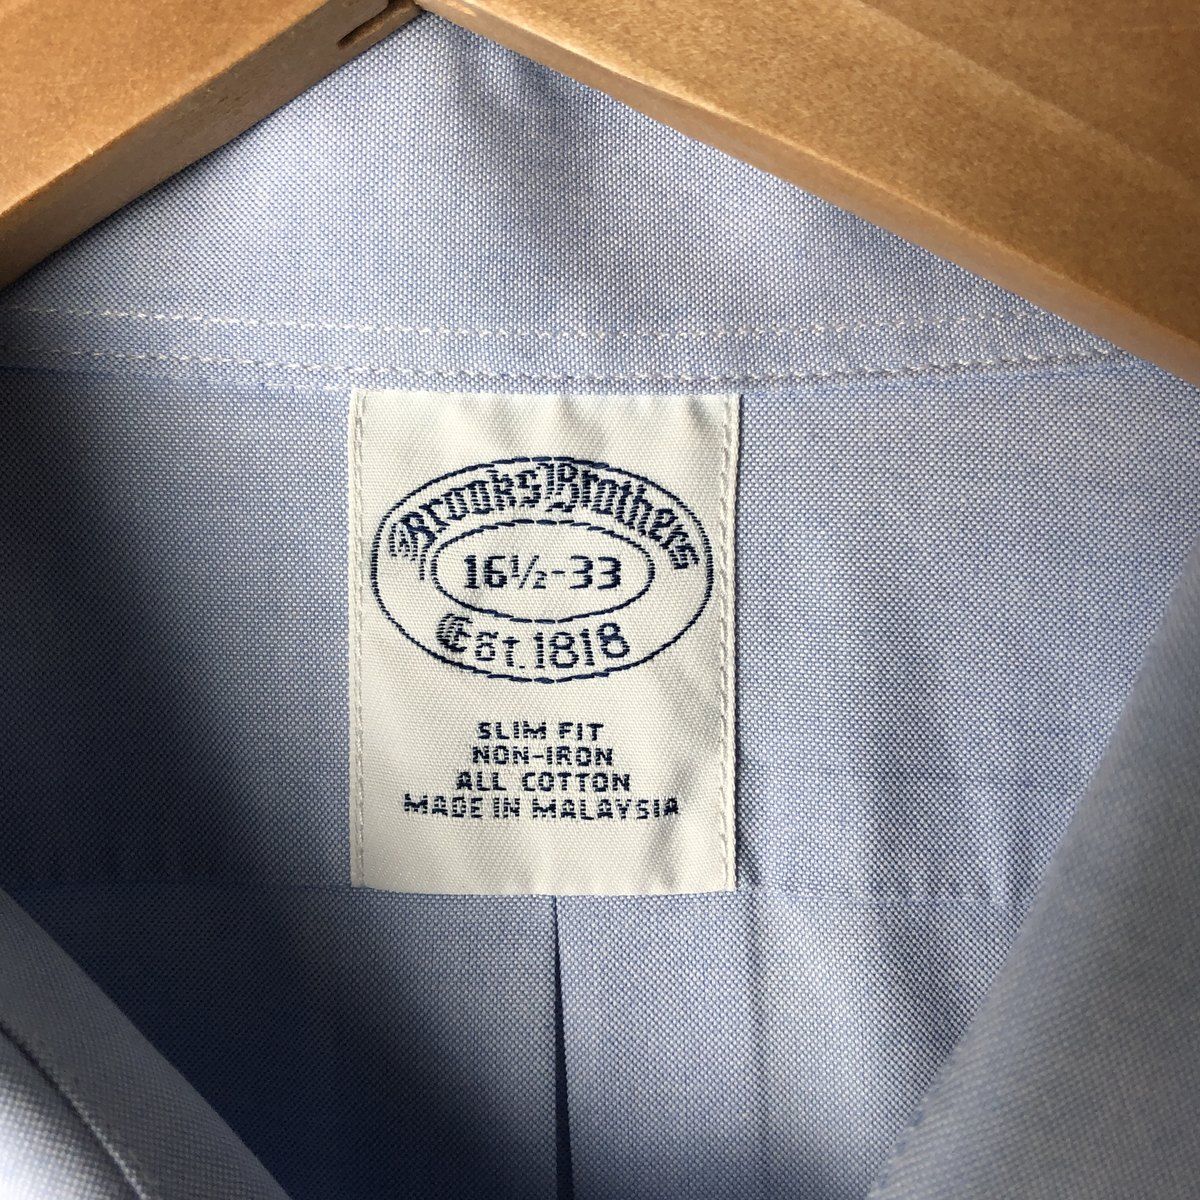 Brooks Brothers
16½-33
Est. 1818
SLIM FIT
NON-IRON
ALL COTTON
MADE IN MALAYSIA